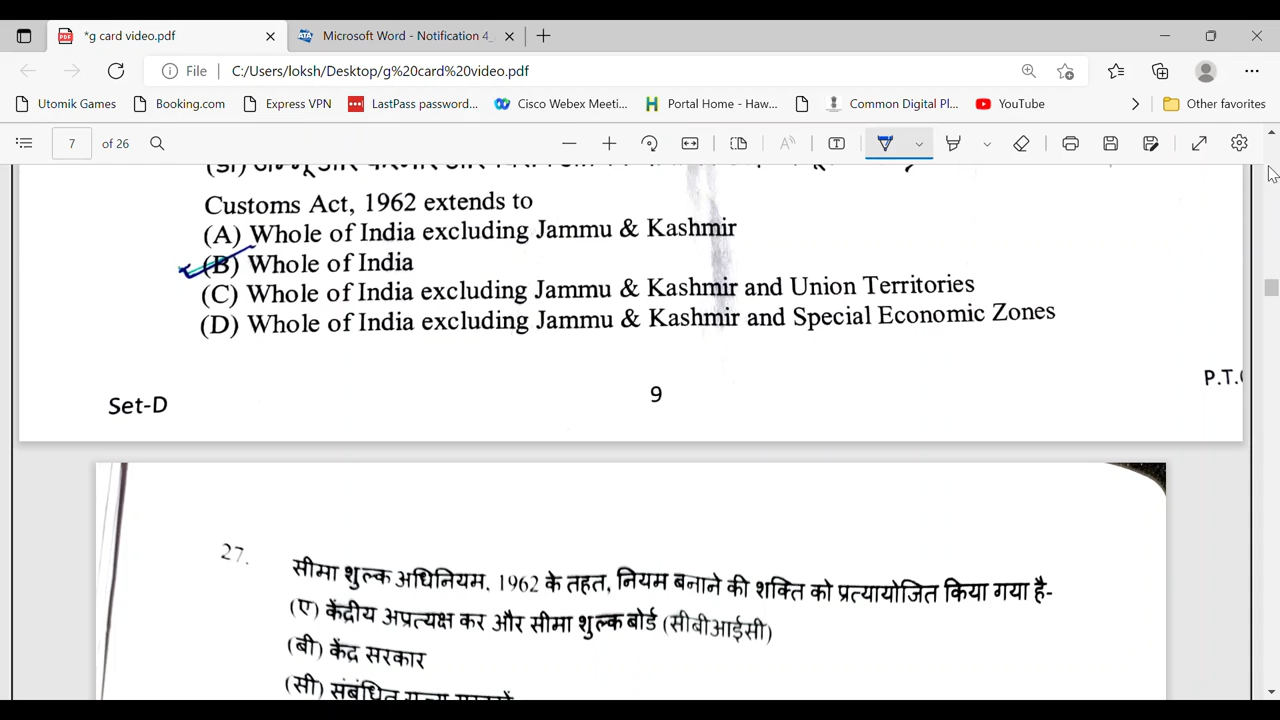 *g card video.pdf
Microsoft Word - Notification 4_
File C:/Users/loksh/Desktop/g%20card%20video.pdf
Utomik Games Booking.com Express VPN LastPass password... Cisco Webex Meeti... Portal Home - Haw... Common Digital Pl... YouTube Other favorites
7 of 26
Customs Act, 1962 extends to
(A) Whole of India excluding Jammu & Kashmir
(B) Whole of India
(C) Whole of India excluding Jammu & Kashmir and Union Territories
(D) Whole of India excluding Jammu & Kashmir and Special Economic Zones
P.T.
Set-D 9
27. सीमा शुल्क अधिनियम, 1962 के तहत, नियम बनाने की शक्ति को प्रत्यायोजित किया गया है-
(ए) केंद्रीय अप्रत्यक्ष कर और सीमा शुल्क बोर्ड (सीबीआईसी)
(बी) केंद्र सरकार
(सी) संबंधित